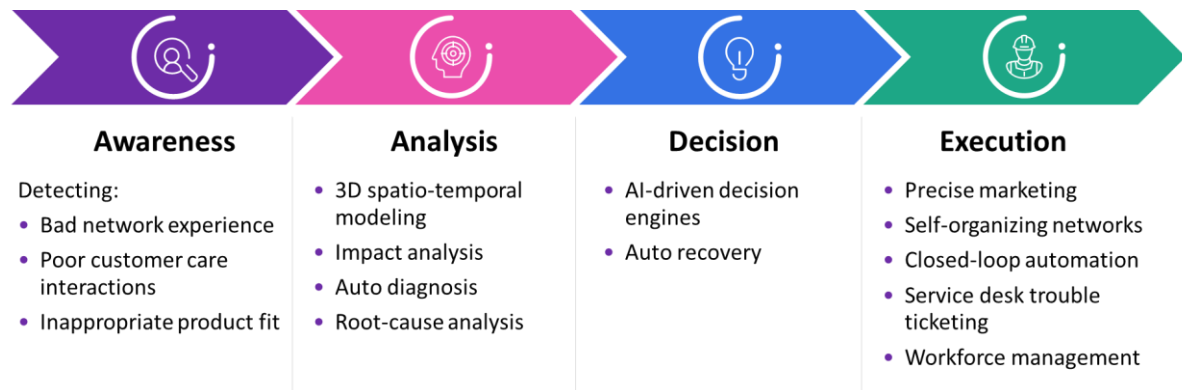 Awareness
Detecting:
• Bad network experience
• Poor customer care
interactions
• Inappropriate product fit
Analysis
• 3D spatio-temporal
modeling
• Impact analysis
• Auto diagnosis
• Root-cause analysis
Decision
• AI-driven decision
engines
• Auto recovery
Execution
• Precise marketing
• Self-organizing networks
• Closed-loop automation
• Service desk trouble
ticketing
• Workforce management